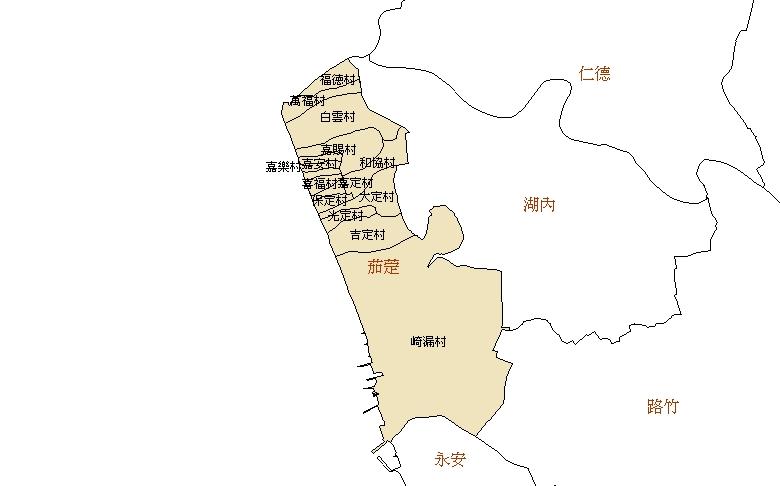 仁德
福德村
萬福村
白雲村
嘉賜村
嘉樂村
嘉安村
和協村
喜福村
嘉定村
保定村
大定村
湖內
光定村
吉定村
茄萣
崎漏村
路竹
永安